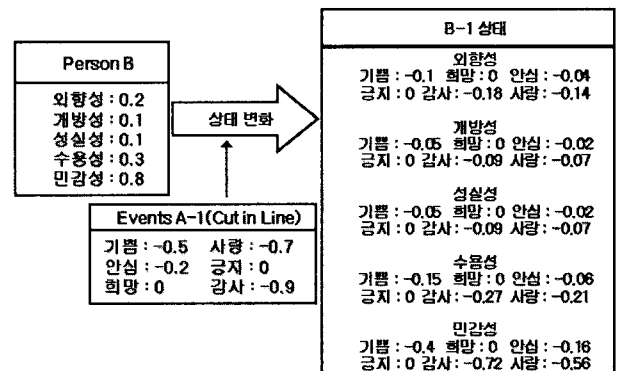 Person B
외향성 : 0.2
개방성 : 0.1
성실성 : 0.1
수용성 : 0.3
민감성 : 0.8
상태 변화
Events A-1(Cut in Line)
기쁨 : -0.5 사랑 : -0.7
안심 : -0.2 긍지 : 0
희망 : 0 감사 : -0.9
B-1 상태
외향성
기쁨 : -0.1 희망 : 0 안심 : -0.04
긍지 : 0 감사 : -0.18 사랑 : -0.14
개방성
기쁨 : -0.05 희망 : 0 안심 : -0.02
긍지 : 0 감사 : -0.09 사랑 : -0.07
성실성
기쁨 : -0.05 희망 : 0 안심 : -0.02
긍지 : 0 감사 : -0.09 사랑 : -0.07
수용성
기쁨 : -0.15 희망 : 0 안심 : -0.06
긍지 : 0 감사 : -0.27 사랑 : -0.21
민감성
기쁨 : -0.4 희망 : 0 안심 : -0.16
긍지 : 0 감사 : -0.72 사랑 : -0.56